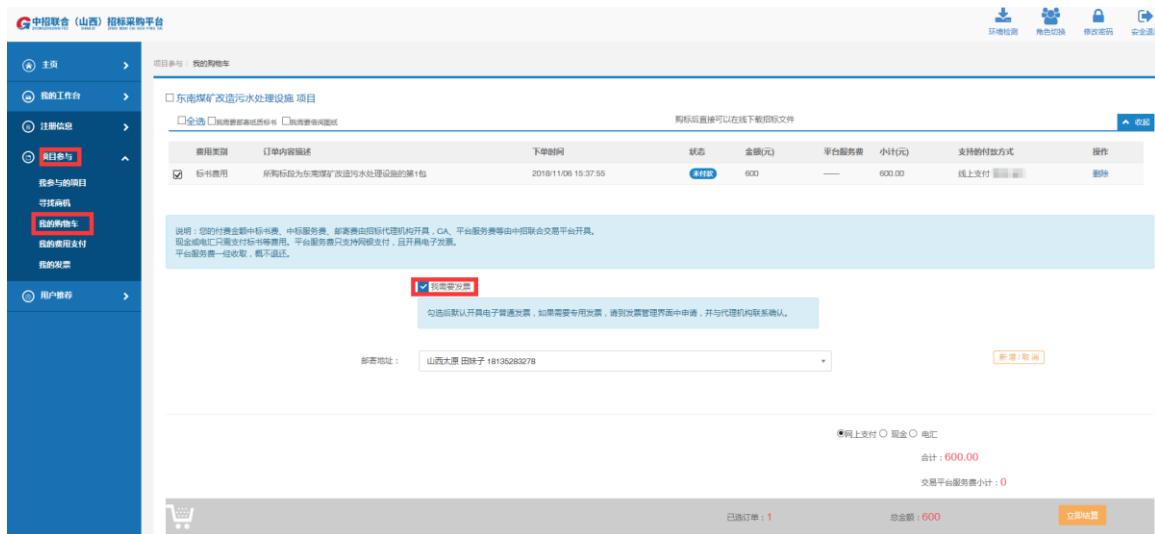 中招联合（山西）招标采购平台
环境检测 角色切换 修改密码 安全退
主页
我的工作台
注册信息
项目参与
我参与的项目
寻找商机
我的购物车
我的费用支付
我的发票
用户推荐
项目参与： 我的购物车
东南煤矿改造污水处理设施 项目
全选 我需要邮寄纸质标书 我需要借阅图纸 购标后直接可以在线下载招标文件 收起
费用类别 订单内容描述 下单时间 状态 金额(元) 平台服务费 小计(元) 支持的付款方式 操作
标书费用 所购标段为东南煤矿改造污水处理设施的第1包 2018/11/06 15:37:55 未付款 600 —— 600.00 线上支付 删除
说明：您的付费金额中标书费、中标服务费、邮寄费由招标代理机构开具，CA、平台服务费等由中招联合交易平台开具。
现金或电汇只需支付标书等费用。平台服务费只支持网银支付，且开具电子发票。
平台服务费一经收取，概不退还。
我需要发票
勾选后默认开具电子普通发票，如果需要专用发票，请到发票管理界面中申请，并与代理机构联系确认。
邮寄地址： 山西太原 田妹子 18135283278 新增/取消
网上支付 现金 电汇
合计：600.00
交易平台服务费小计：0
已选订单：1 总金额：600 立即结算